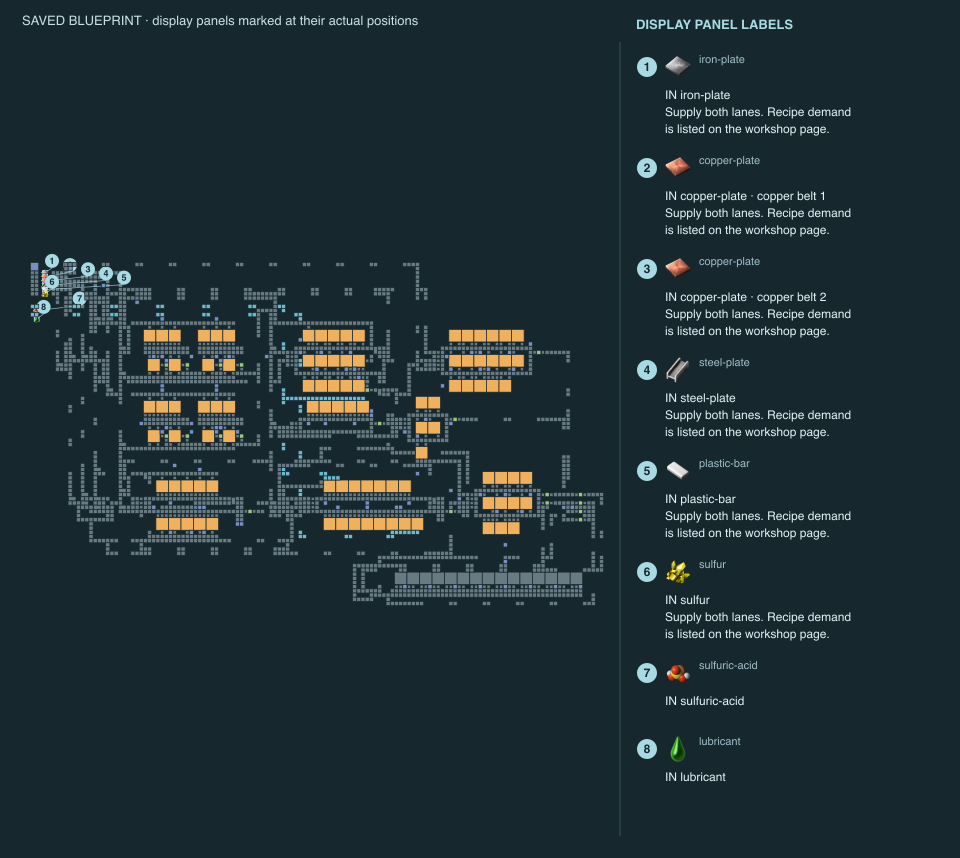 SAVED BLUEPRINT · display panels marked at their actual positions
1
3
4
5
6
7
8
DISPLAY PANEL LABELS
1
iron-plate
IN iron-plate
Supply both lanes. Recipe demand
is listed on the workshop page.
2
copper-plate
IN copper-plate · copper belt 1
Supply both lanes. Recipe demand
is listed on the workshop page.
3
copper-plate
IN copper-plate · copper belt 2
Supply both lanes. Recipe demand
is listed on the workshop page.
4
steel-plate
IN steel-plate
Supply both lanes. Recipe demand
is listed on the workshop page.
5
plastic-bar
IN plastic-bar
Supply both lanes. Recipe demand
is listed on the workshop page.
6
sulfur
IN sulfur
Supply both lanes. Recipe demand
is listed on the workshop page.
7
sulfuric-acid
IN sulfuric-acid
8
lubricant
IN lubricant